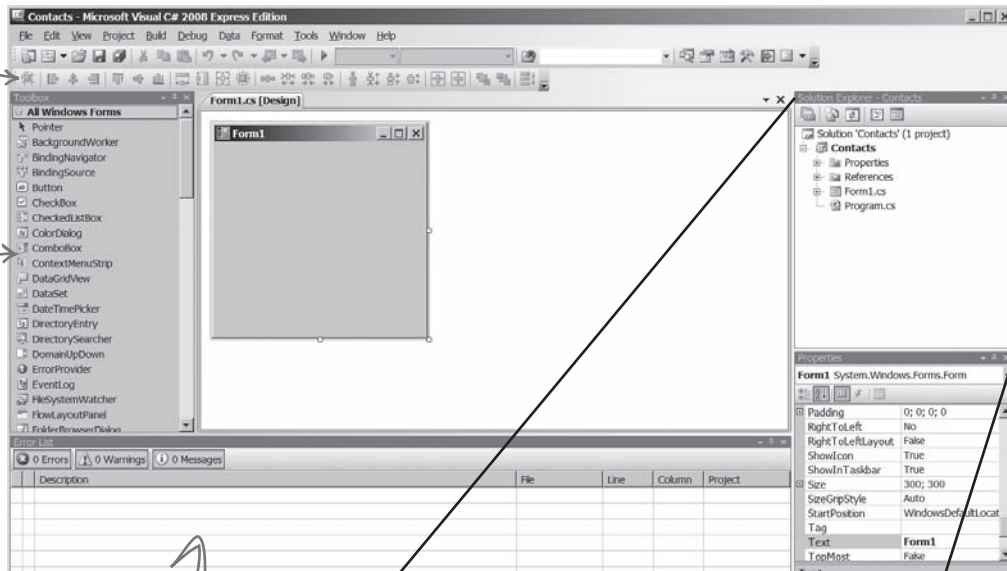 Contacts - Microsoft Visual C# 2008 Express Edition
File Edit View Project Build Debug Data Format Tools Window Help
Toolbox
All Windows Forms
Pointer
BackgroundWorker
BindingNavigator
BindingSource
Button
CheckBox
CheckedListBox
ColorDialog
ComboBox
ContextMenuStrip
DataGridView
DataSet
DateTimePicker
DirectoryEntry
DirectorySearcher
DomainUpDown
ErrorProvider
EventLog
FileSystemWatcher
FlowLayoutPanel
FolderBrowserDialog
Form1.cs [Design]
Form1
Solution Explorer - Contacts
Solution 'Contacts' (1 project)
Contacts
Properties
References
Form1.cs
Program.cs
Properties
Form1 System.Windows.Forms.Form
Padding 0; 0; 0; 0
RightToLeft No
RightToLeftLayout False
ShowIcon True
ShowInTaskbar True
Size 300; 300
SizeGripStyle Auto
StartPosition WindowsDefaultLocat
Tag
Text Form1
TopMost False
Error List
0 Errors 0 Warnings 0 Messages
Description File Line Column Project